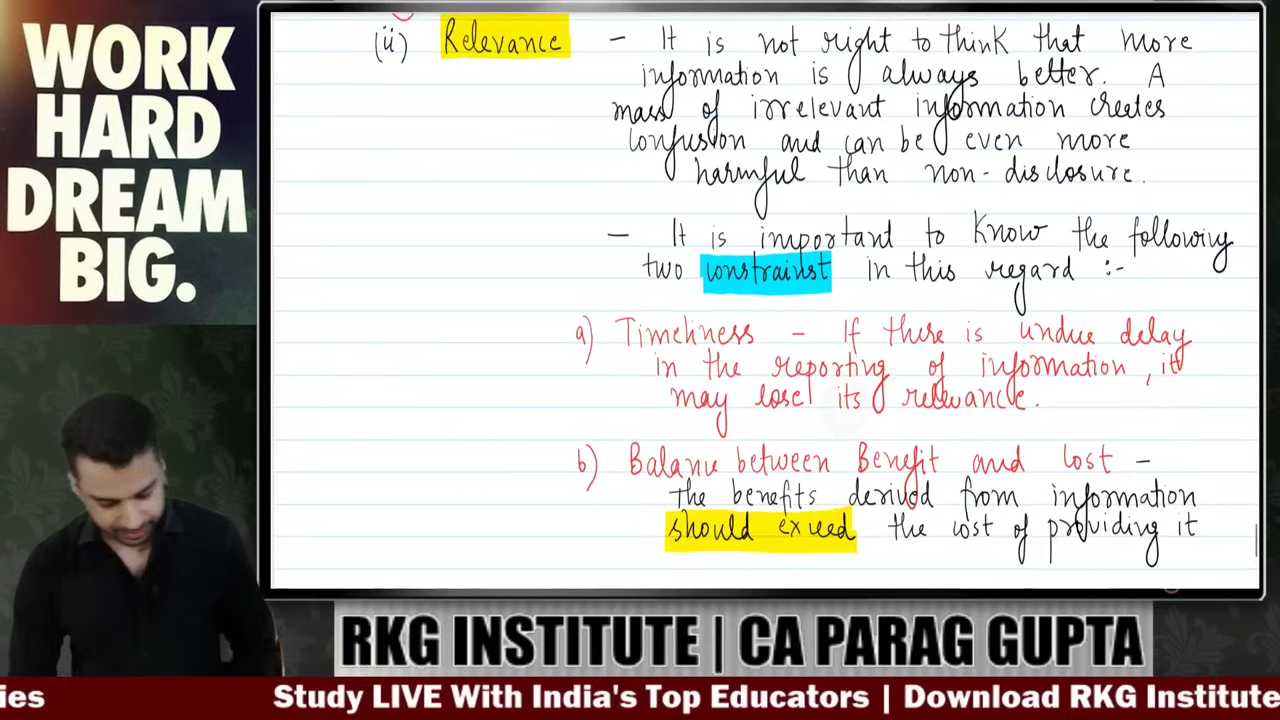 WORK
HARD
DREAM
BIG.
(ii) Relevance - It is not right to think that more
information is always better. A
mass of irrelevant information creates
confusion and can be even more
harmful than non-disclosure.
- It is important to know the following
two constrainst in this regard :-
a) Timeliness - If there is undue delay
in the reporting of information, it
may lose its relevance.
b) Balance between Benefit and cost -
the benefits derived from information
should exceed the cost of providing it
RKG INSTITUTE | CA PARAG GUPTA
ies Study LIVE With India's Top Educators | Download RKG Institute